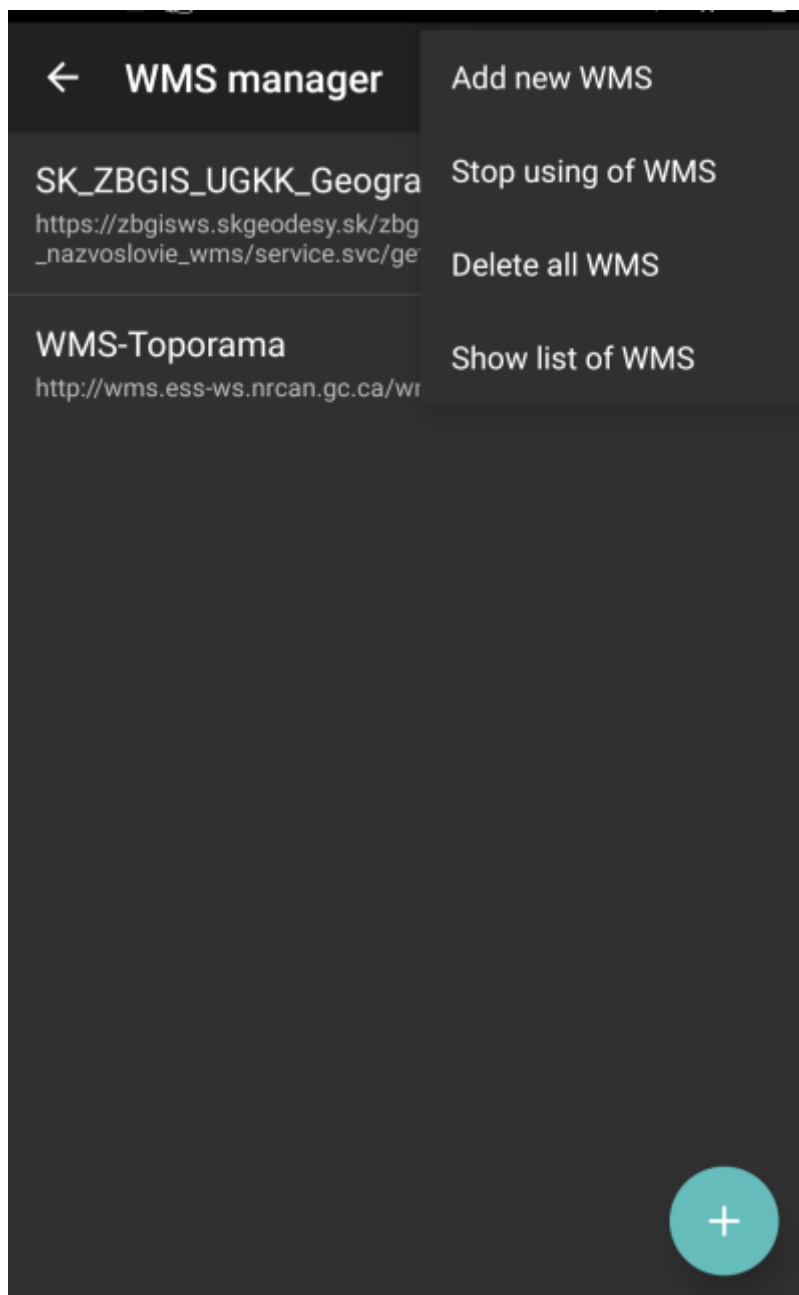 WMS manager
Add new WMS
Stop using of WMS
Delete all WMS
Show list of WMS
SK_ZBGIS_UGKK_Geogra
https://zbgisws.skgeodesy.sk/zbg
_nazvoslovie_wms/service.svc/ge
WMS-Toporama
http://wms.ess-ws.nrcan.gc.ca/w